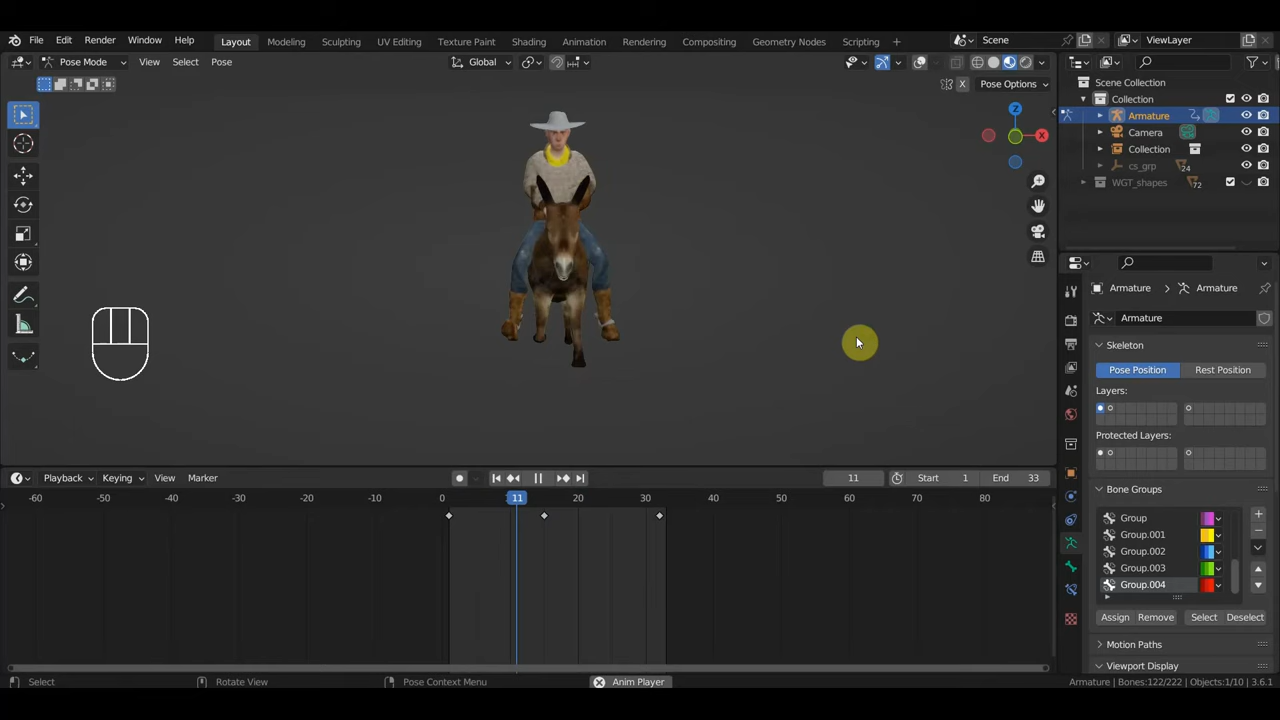 File Edit Render Window Help Layout Modeling Sculpting UV Editing Texture Paint Shading Animation Rendering Compositing Geometry Nodes Scripting + Scene ViewLayer
Pose Mode View Select Pose Global
Scene Collection
X Pose Options
Collection
Z
Armature
X
Camera
Collection
cs_grp 24
WGT_shapes 72
Armature > Armature
Armature
Skeleton
Pose Position Rest Position
Layers:
Protected Layers:
Playback Keying View Marker 11 Start 1 End 33
Bone Groups
-60 -50 -40 -30 -20 -10 0 11 20 30 40 50 60 70 80
Group
Group.001
Group.002
Group.003
Group.004
Assign Remove Select Deselect
Motion Paths
Viewport Display
Select Rotate View Pose Context Menu Anim Player Armature | Bones:122/222 | Objects:1/10 | 3.6.1